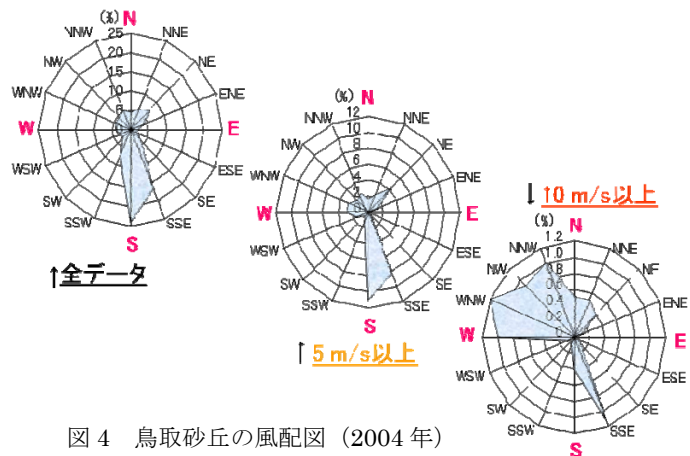 (%) N
NNW NNE
25
20
15
10
5
0
NW NE
WNW ENE
W E
WSW ESE
SW SE
SSW SSE
S
↑全データ
(%) N
NNW NNE
12
10
8
6
4
2
0
NW NE
WNW ENE
W E
WSW ESE
SW SE
SSW SSE
S
↑5 m/s以上
↓10 m/s以上
(%) N
NNW NNE
1.2
1.0
0.8
0.6
0.4
0.2
0
NW NE
WNW ENE
W E
WSW ESE
SW SE
SSW SSE
S
図 4 鳥取砂丘の風配図（2004 年）